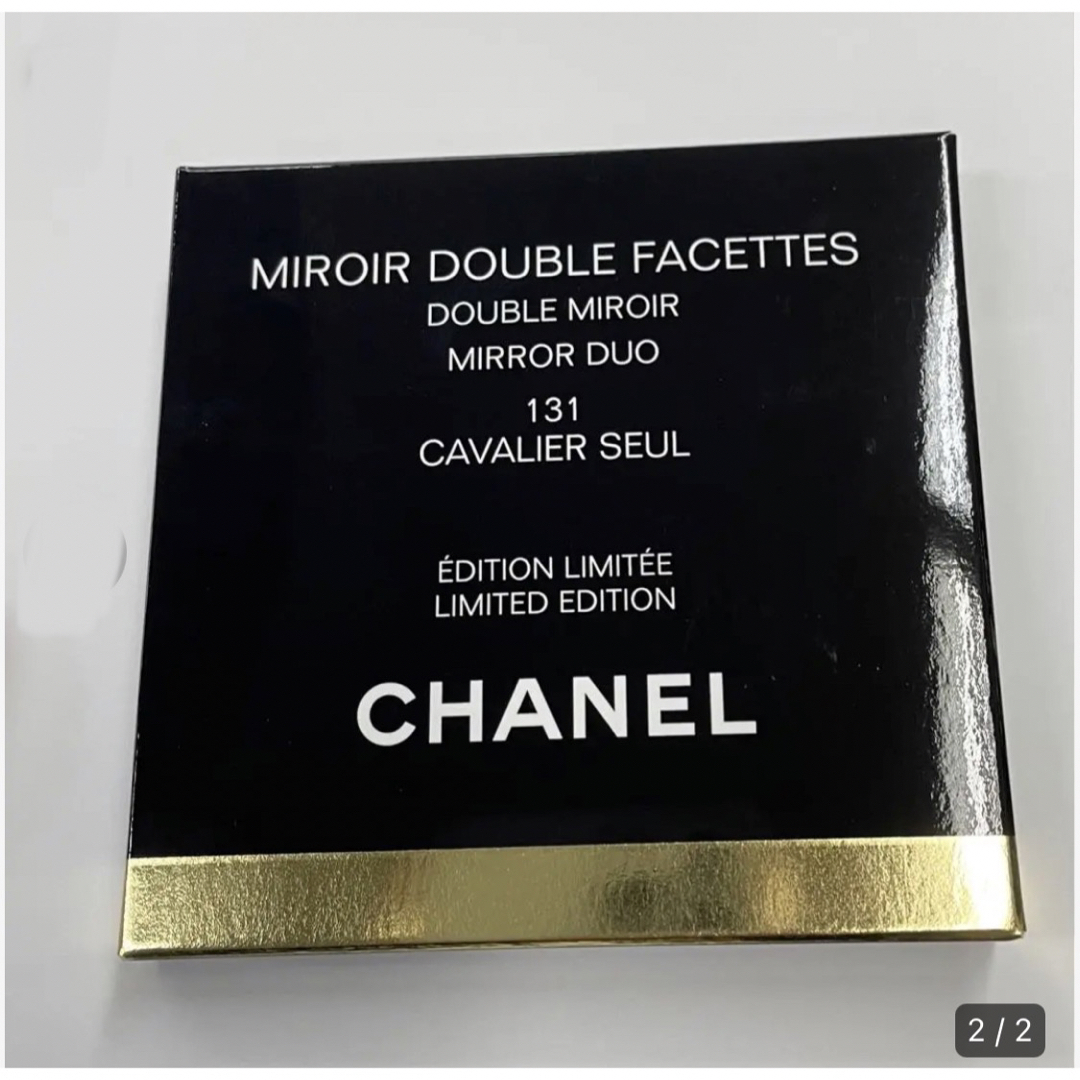 MIROIR DOUBLE FACETTES
DOUBLE MIROIR
MIRROR DUO
131
CAVALIER SEUL
ÉDITION LIMITÉE
LIMITED EDITION
CHANEL
2 / 2